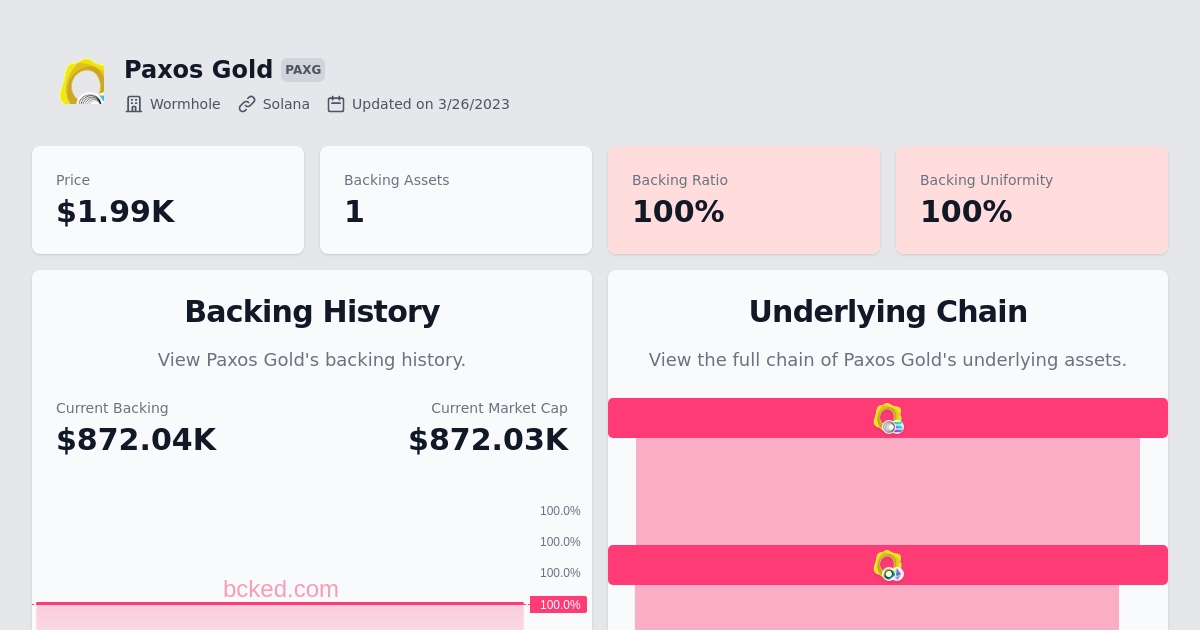 Paxos Gold PAXG
Wormhole Solana Updated on 3/26/2023
Price
$1.99K
Backing Assets
1
Backing Ratio
100%
Backing Uniformity
100%
Backing History
View Paxos Gold's backing history.
Current Backing
$872.04K
Current Market Cap
$872.03K
100.0%
100.0%
100.0%
bcked.com
100.0%
Underlying Chain
View the full chain of Paxos Gold's underlying assets.